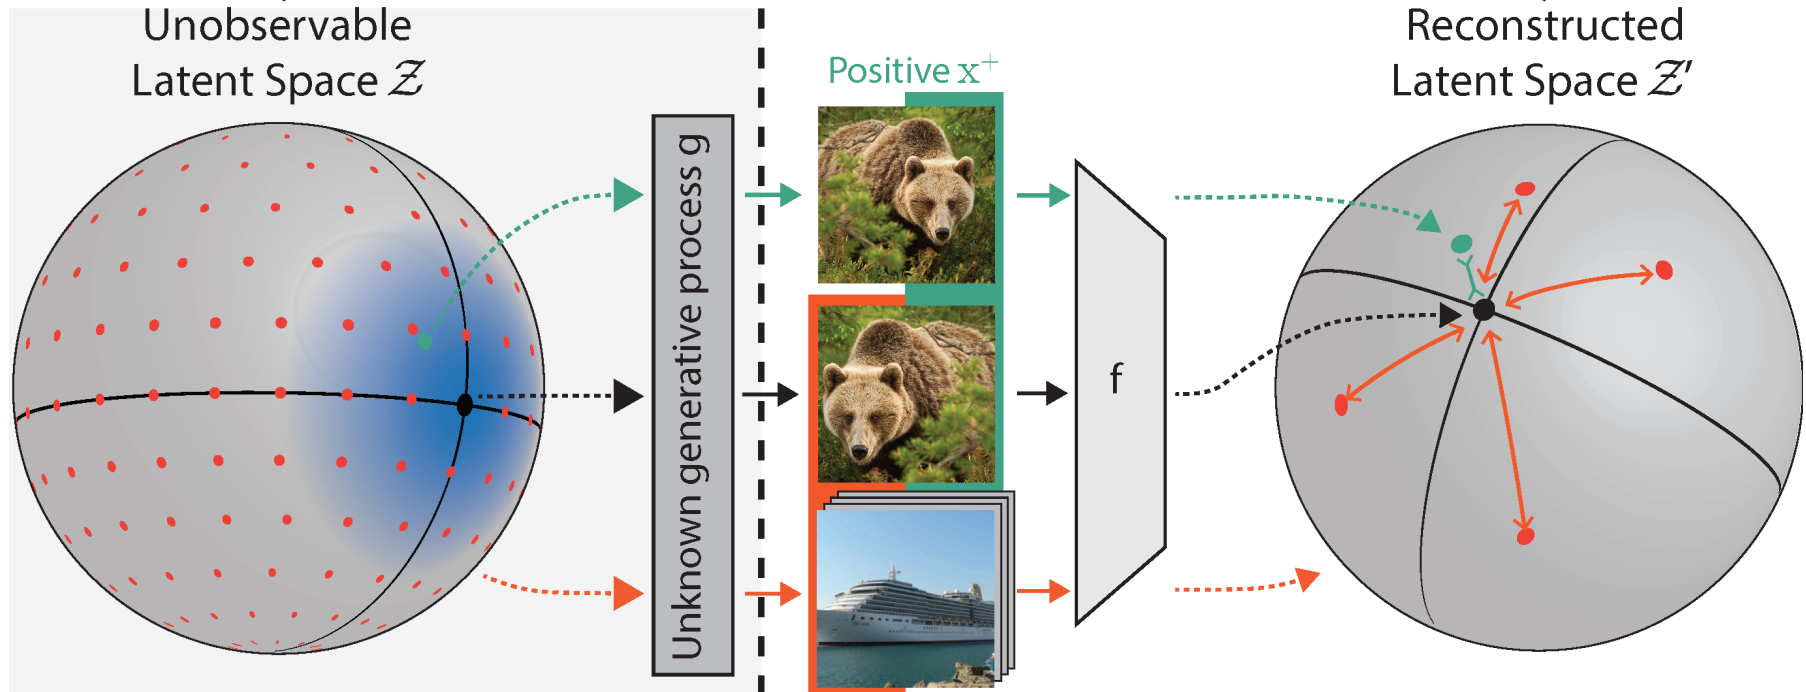 Unobservable
Latent Space 𝒵
Unknown generative process g
Positive x⁺
f
Reconstructed
Latent Space 𝒵′